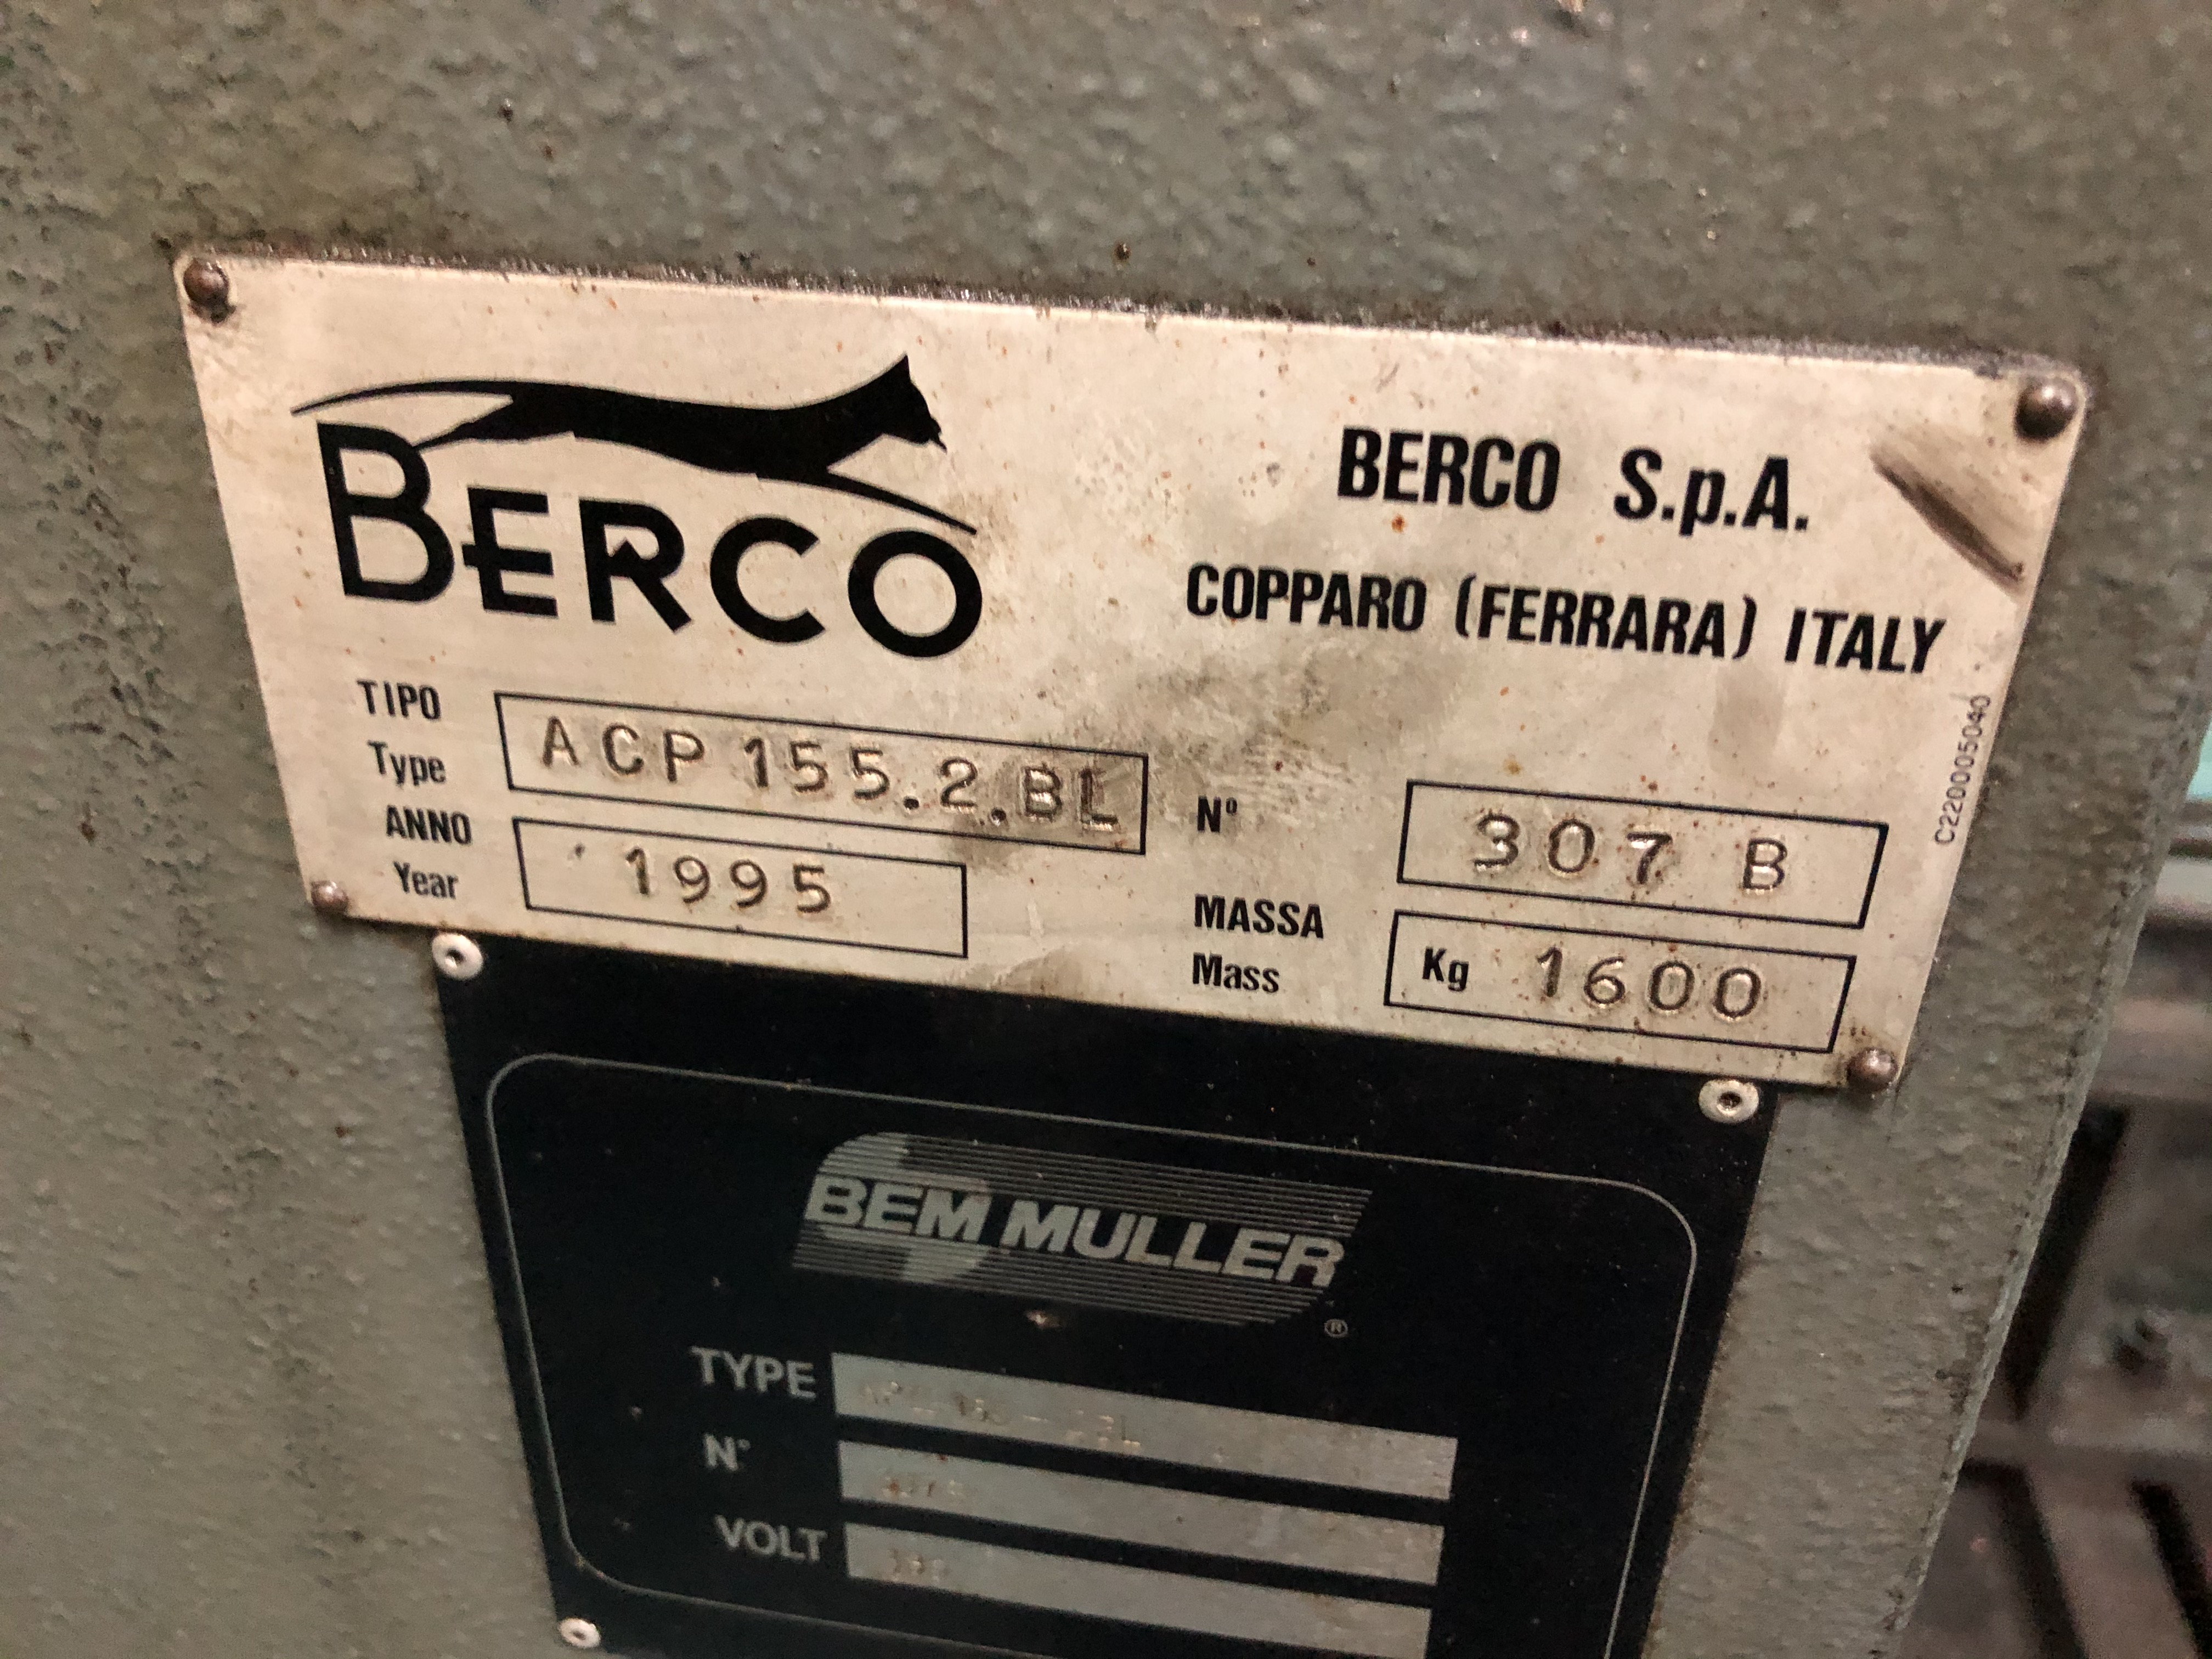 BERCO
BERCO S.p.A.
COPPARO (FERRARA) ITALY
TIPO
Type
ACP 155.2.BL
ANNO
Year
1995
Nº
307 B
MASSA
Mass
Kg 1600
C220005040
BEM MULLER
®
TYPE
N°
VOLT